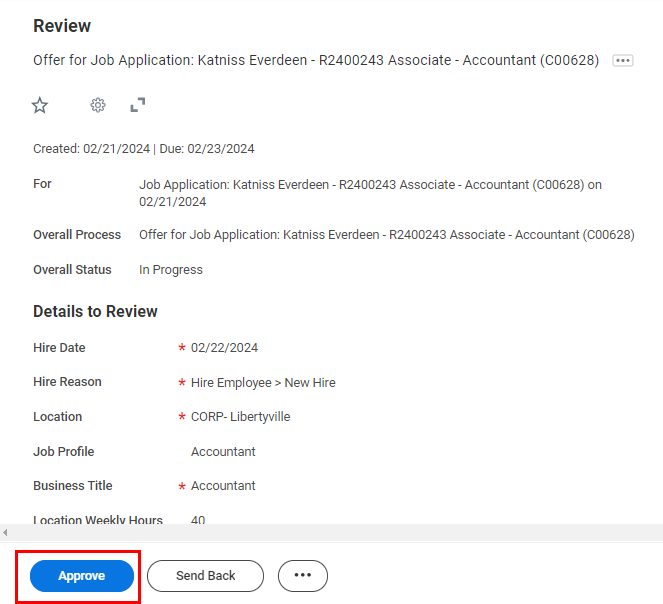 Review
Offer for Job Application: Katniss Everdeen - R2400243 Associate - Accountant (C00628)
Created: 02/21/2024 | Due: 02/23/2024
For Job Application: Katniss Everdeen - R2400243 Associate - Accountant (C00628) on
02/21/2024
Overall Process Offer for Job Application: Katniss Everdeen - R2400243 Associate - Accountant (C00628)
Overall Status In Progress
Details to Review
Hire Date * 02/22/2024
Hire Reason * Hire Employee > New Hire
Location * CORP- Libertyville
Job Profile Accountant
Business Title * Accountant
Location Weekly Hours 40
Approve Send Back